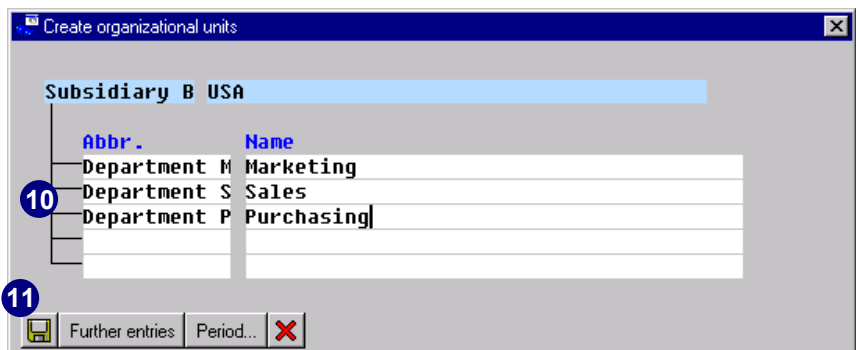 Create organizational units
Subsidiary B USA
Abbr. Name
Department M Marketing
Department S Sales
10
Department P Purchasing
11
Further entries Period...